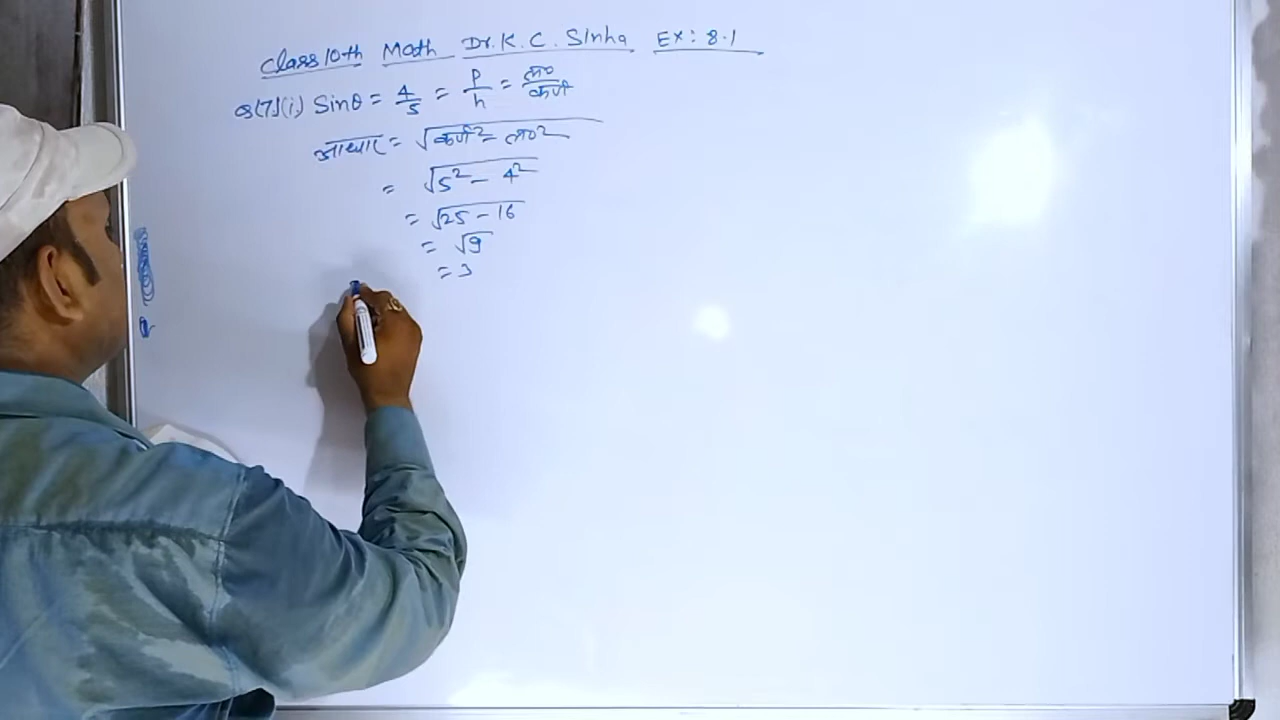 Class 10th Math Dr. K. C. Sinha Ex: 8.1
Q(7)(i) Sinθ = 4/5 = P/h = लम्ब/कर्ण
आधार = √कर्ण² - लम्ब²
= √5² - 4²
= √25 - 16
= √9
= 3